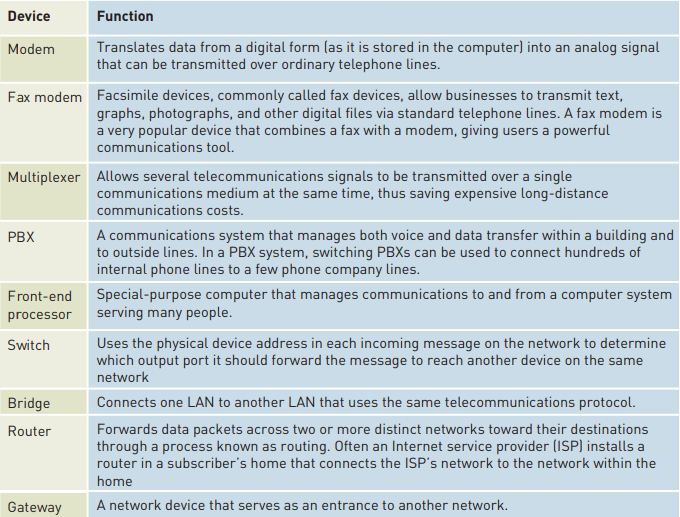 Device Function
Modem Translates data from a digital form (as it is stored in the computer) into an analog signal
that can be transmitted over ordinary telephone lines.
Fax modem Facsimile devices, commonly called fax devices, allow businesses to transmit text,
graphs, photographs, and other digital files via standard telephone lines. A fax modem is
a very popular device that combines a fax with a modem, giving users a powerful
communications tool.
Multiplexer Allows several telecommunications signals to be transmitted over a single
communications medium at the same time, thus saving expensive long-distance
communications costs.
PBX A communications system that manages both voice and data transfer within a building and
to outside lines. In a PBX system, switching PBXs can be used to connect hundreds of
internal phone lines to a few phone company lines.
Front-end Special-purpose computer that manages communications to and from a computer system
processor serving many people.
Switch Uses the physical device address in each incoming message on the network to determine
which output port it should forward the message to reach another device on the same
network
Bridge Connects one LAN to another LAN that uses the same telecommunications protocol.
Router Forwards data packets across two or more distinct networks toward their destinations
through a process known as routing. Often an Internet service provider (ISP) installs a
router in a subscriber's home that connects the ISP's network to the network within the
home
Gateway A network device that serves as an entrance to another network.